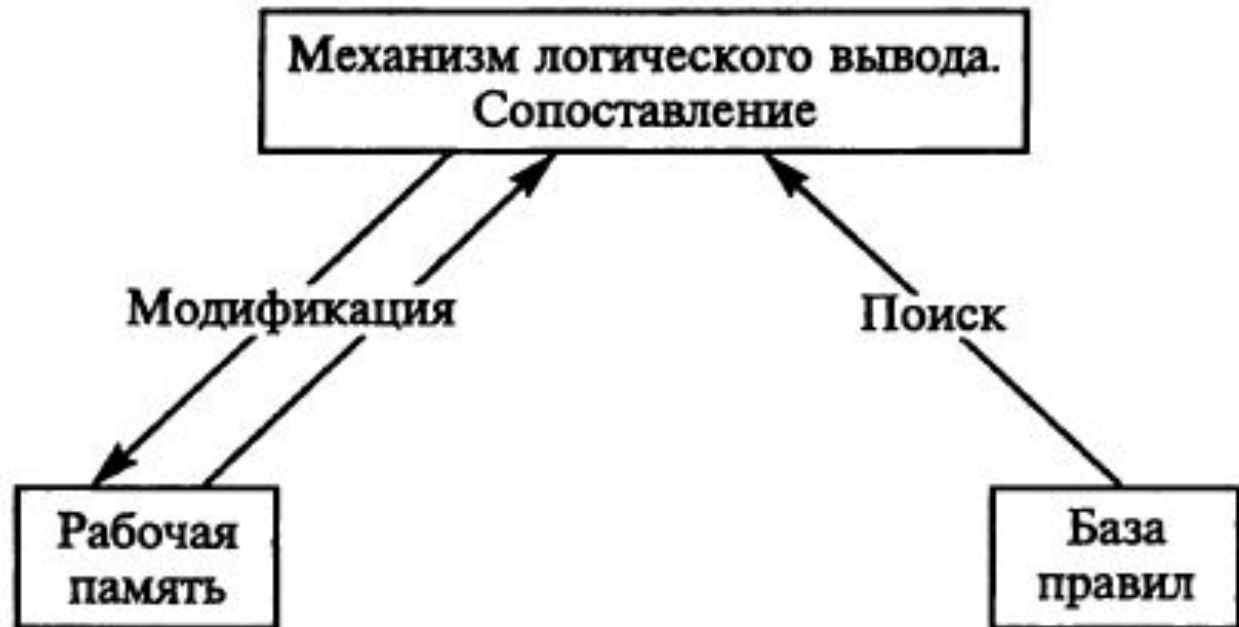 Механизм логического вывода.
Сопоставление
Модификация
Поиск
Рабочая
память
База
правил